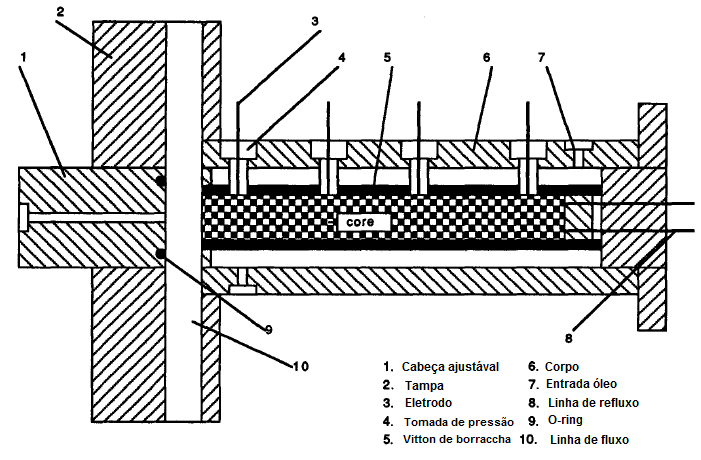 2
3
1
4
5
6
7
core
9
10
8
1. Cabeça ajustával
2. Tampa
3. Eletrodo
4. Tomada de pressão
5. Vitton de borraccha
6. Corpo
7. Entrada óleo
8. Linha de refluxo
9. O-ring
10. Linha de fluxo